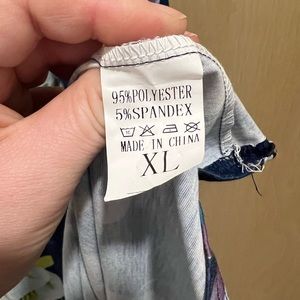 95%POLYESTER
5%SPANDEX
MADE IN CHINA
XL